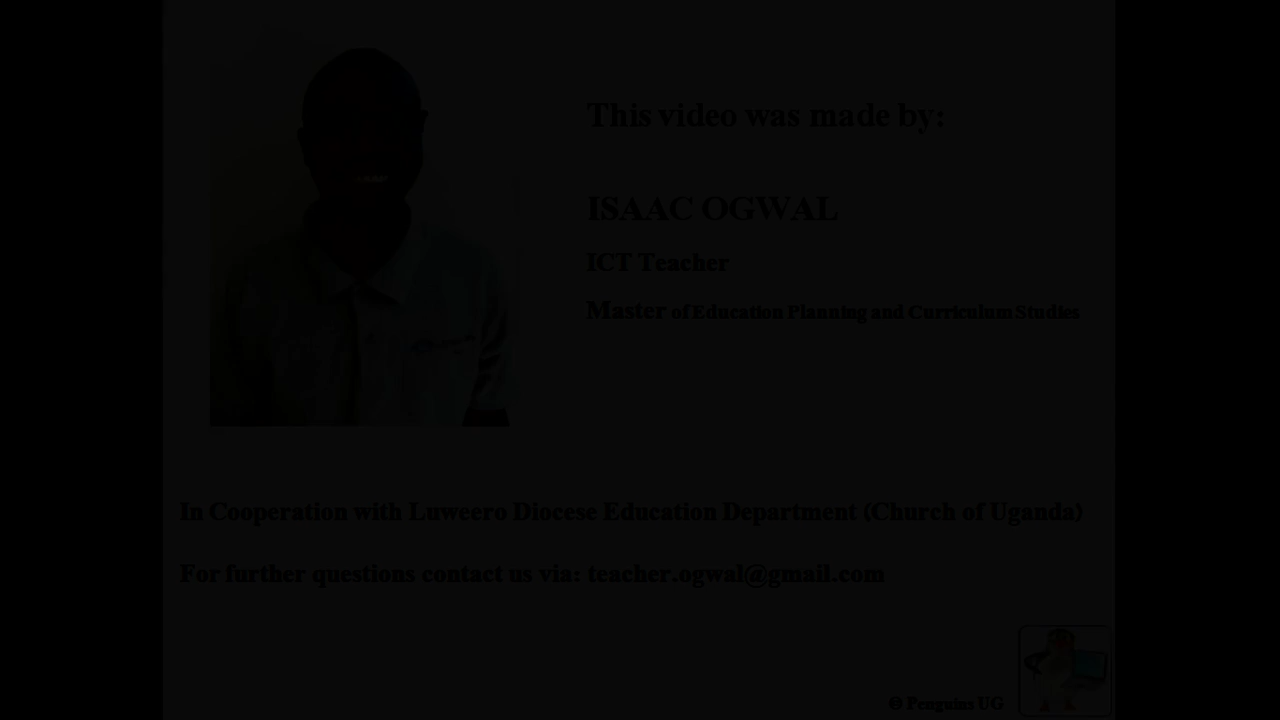 This video was made by:
ISAAC OGWAL
ICT Teacher
Master of Education Planning and Curriculum Studies
In Cooperation with Luweero Diocese Education Department (Church of Uganda)
For further questions contact us via: teacher.ogwal@gmail.com
© Penguins UG